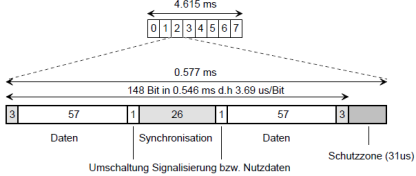 4.615 ms
0 1 2 3 4 5 6 7
0.577 ms
148 Bit in 0.546 ms d.h 3.69 us/Bit
3 57 1 26 1 57 3
Daten Synchronisation Daten
Schutzzone (31us)
Umschaltung Signalisierung bzw. Nutzdaten